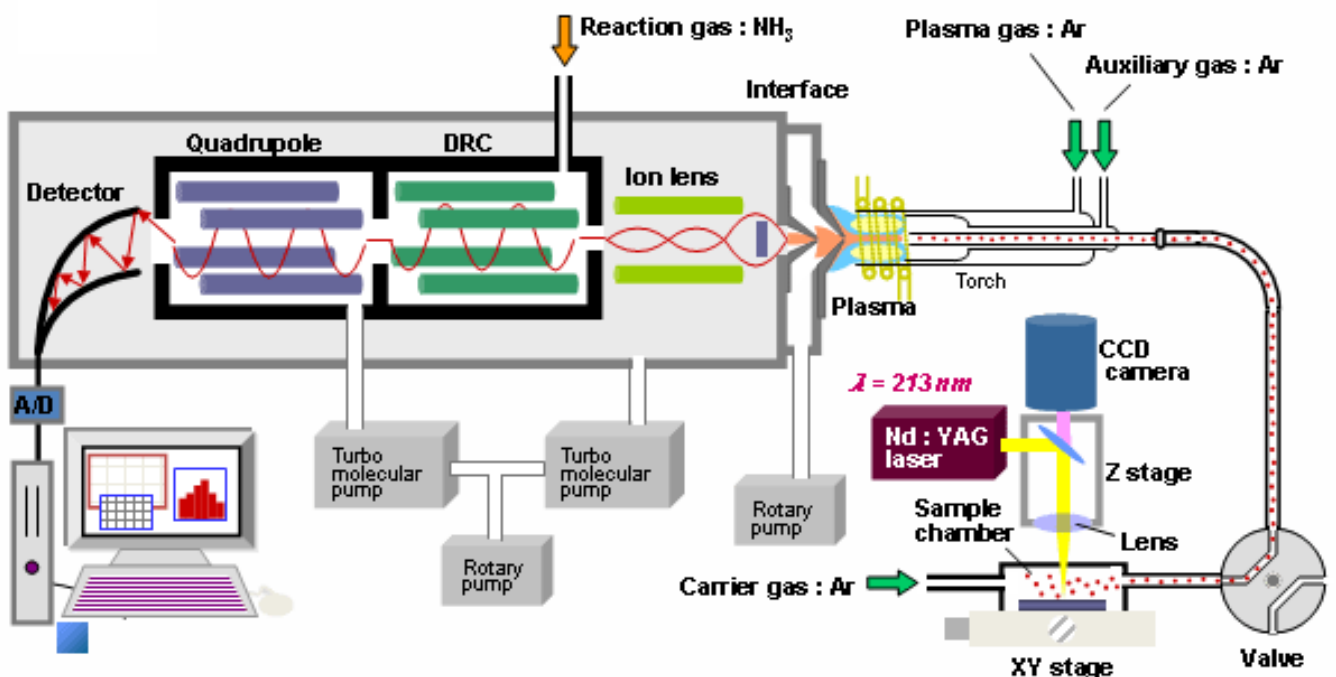 Reaction gas : NH₃
Plasma gas : Ar
Auxiliary gas : Ar
Interface
Quadrupole
DRC
Ion lens
Detector
Torch
Plasma
CCD
camera
λ = 213 nm
A/D
Nd : YAG
laser
Z stage
Turbo
molecular
pump
Turbo
molecular
pump
Rotary
pump
Sample
chamber
Lens
Rotary
pump
Carrier gas : Ar
XY stage
Valve